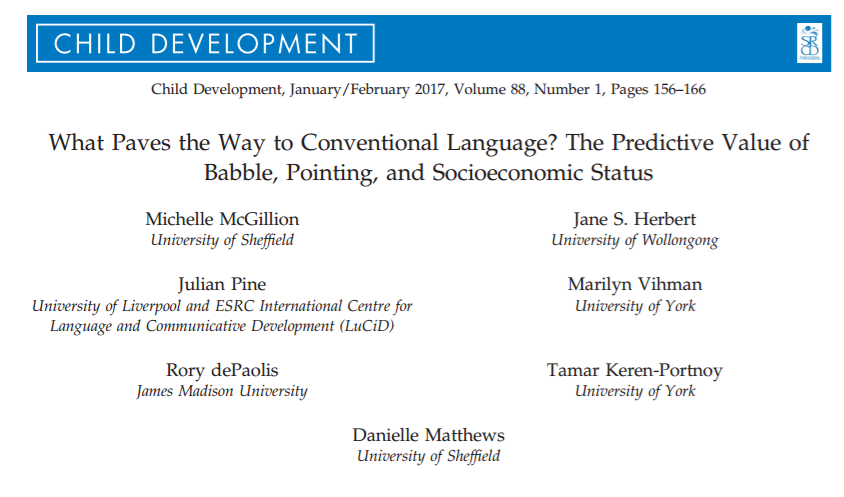 CHILD DEVELOPMENT
Child Development, January/February 2017, Volume 88, Number 1, Pages 156–166
What Paves the Way to Conventional Language? The Predictive Value of
Babble, Pointing, and Socioeconomic Status
Michelle McGillion
University of Sheffield
Jane S. Herbert
University of Wollongong
Julian Pine
University of Liverpool and ESRC International Centre for
Language and Communicative Development (LuCiD)
Marilyn Vihman
University of York
Rory dePaolis
James Madison University
Tamar Keren-Portnoy
University of York
Danielle Matthews
University of Sheffield